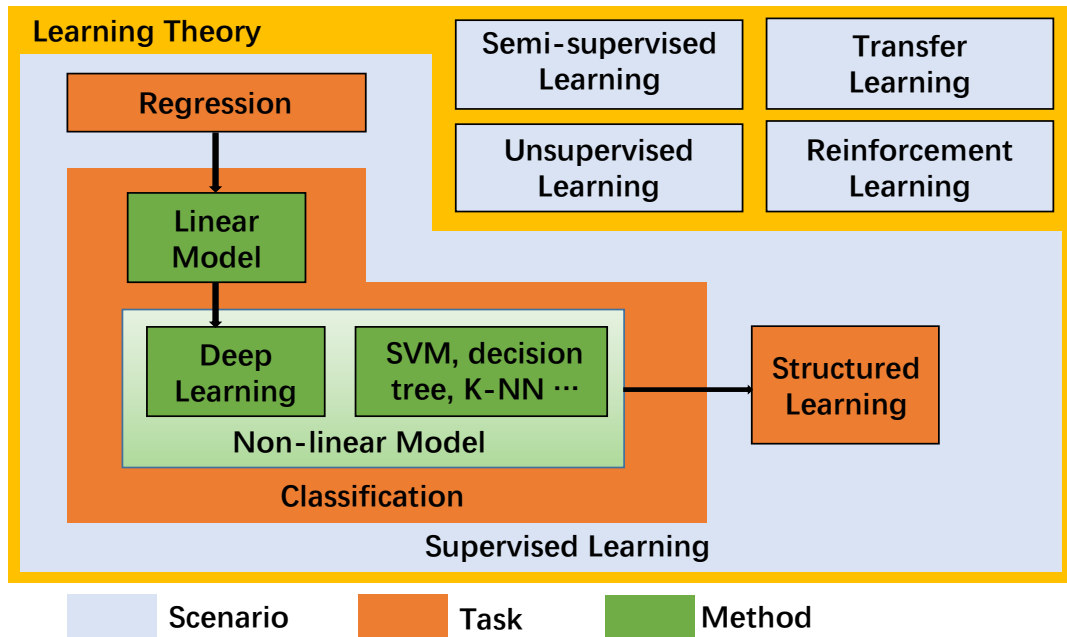 Learning Theory
Semi-supervised
Learning
Transfer
Learning
Regression
Unsupervised
Learning
Reinforcement
Learning
Linear
Model
Deep
Learning
SVM, decision
tree, K-NN ⋯
Structured
Learning
Non-linear Model
Classification
Supervised Learning
Scenario
Task
Method